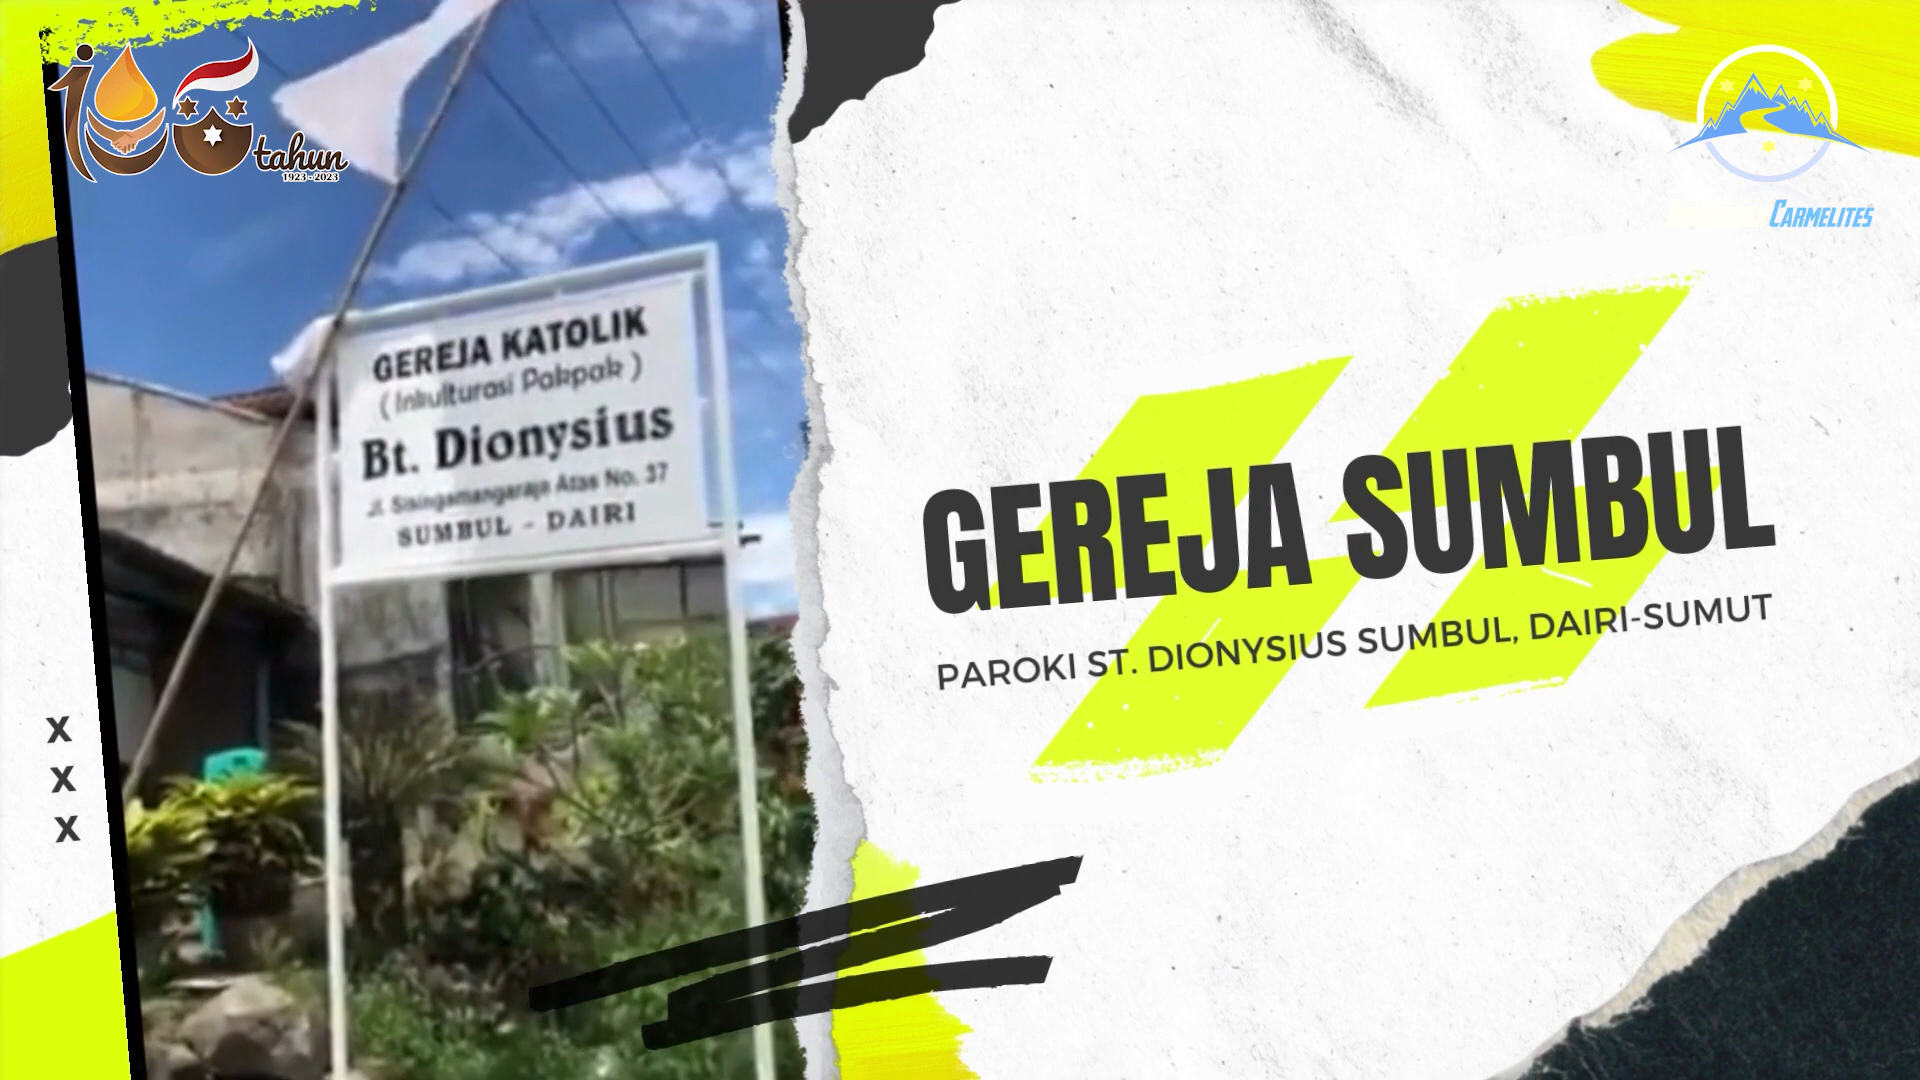 100 tahun
1923-2023
CARMELITES
GEREJA KATOLIK
( Inkulturasi Pakpak )
Bt. Dionysius
Jl. Sisingamangaraja Atas No. 37
SUMBUL - DAIRI
GEREJA SUMBUL
PAROKI ST. DIONYSIUS SUMBUL, DAIRI-SUMUT
X
X
X